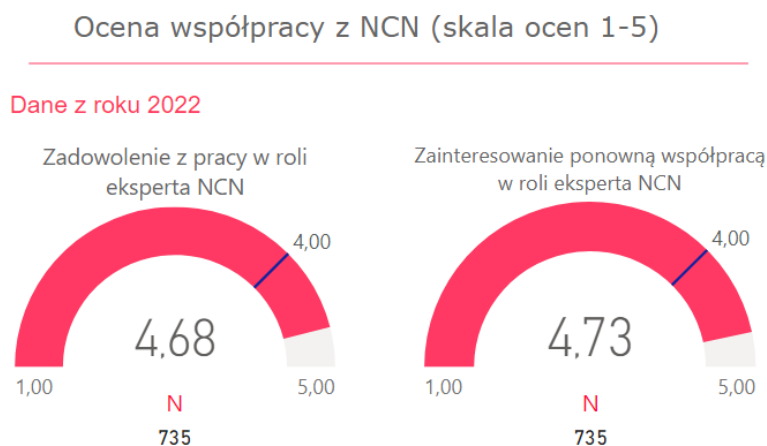 Ocena współpracy z NCN (skala ocen 1-5)
Dane z roku 2022
Zadowolenie z pracy w roli
eksperta NCN
4,00
4,68
1,00
5,00
N
735
Zainteresowanie ponowną współpracą
w roli eksperta NCN
4,00
4,73
1,00
5,00
N
735